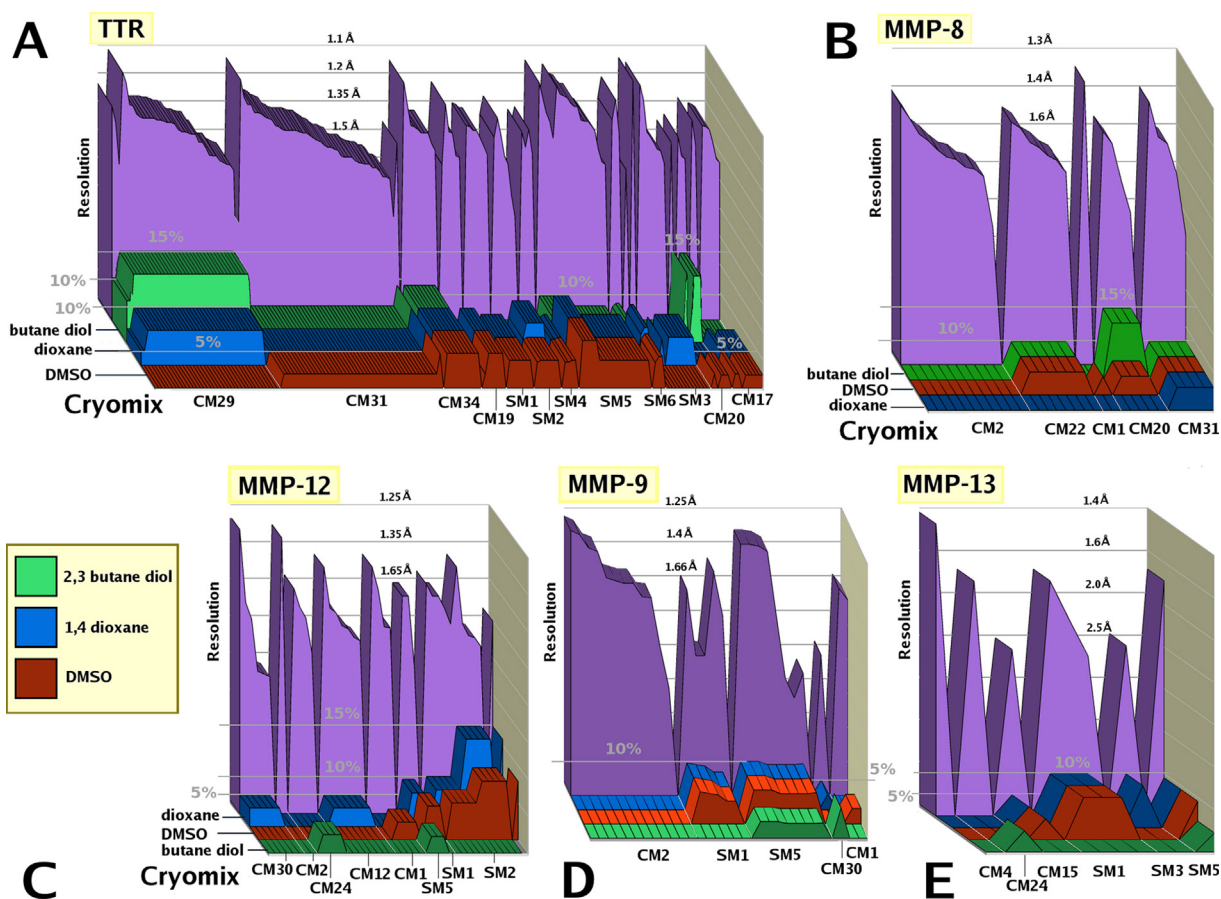 A
TTR
1.1 Å
1.2 Å
1.35 Å
1.5 Å
Resolution
15%
15%
10%
10%
10%
butane diol
dioxane
5%
5%
DMSO
Cryomix
CM29
CM31
CM34
CM19
SM1
SM2
SM4
SM5
SM6
SM3
CM20
CM17
B
MMP-8
1.3 Å
1.4 Å
1.6 Å
Resolution
15%
10%
butane diol
DMSO
dioxane
Cryomix
CM2
CM22
CM1
CM20
CM31
2,3 butane diol
1,4 dioxane
DMSO
C
MMP-12
1.25 Å
1.35 Å
1.65 Å
Resolution
15%
10%
5%
dioxane
DMSO
butane diol
Cryomix
CM30
CM2
CM24
CM12
CM1
SM5
SM1
SM2
D
MMP-9
1.25 Å
1.4 Å
1.66 Å
Resolution
10%
5%
CM2
SM1
SM5
CM30
CM1
E
MMP-13
1.4 Å
1.6 Å
2.0 Å
2.5 Å
Resolution
10%
5%
CM4
CM24
CM15
SM1
SM3
SM5